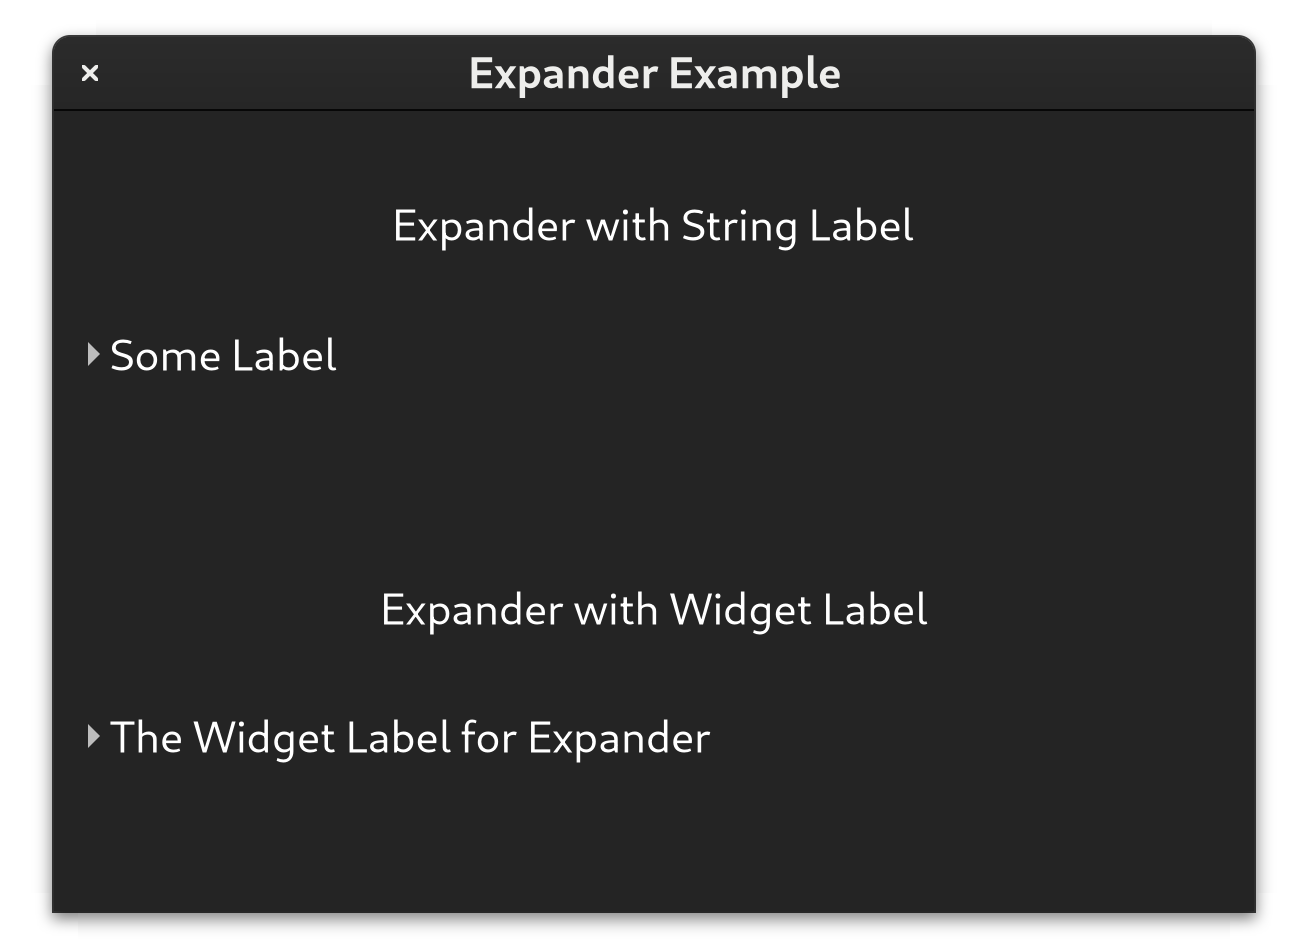 Expander Example
Expander with String Label
Some Label
Expander with Widget Label
The Widget Label for Expander